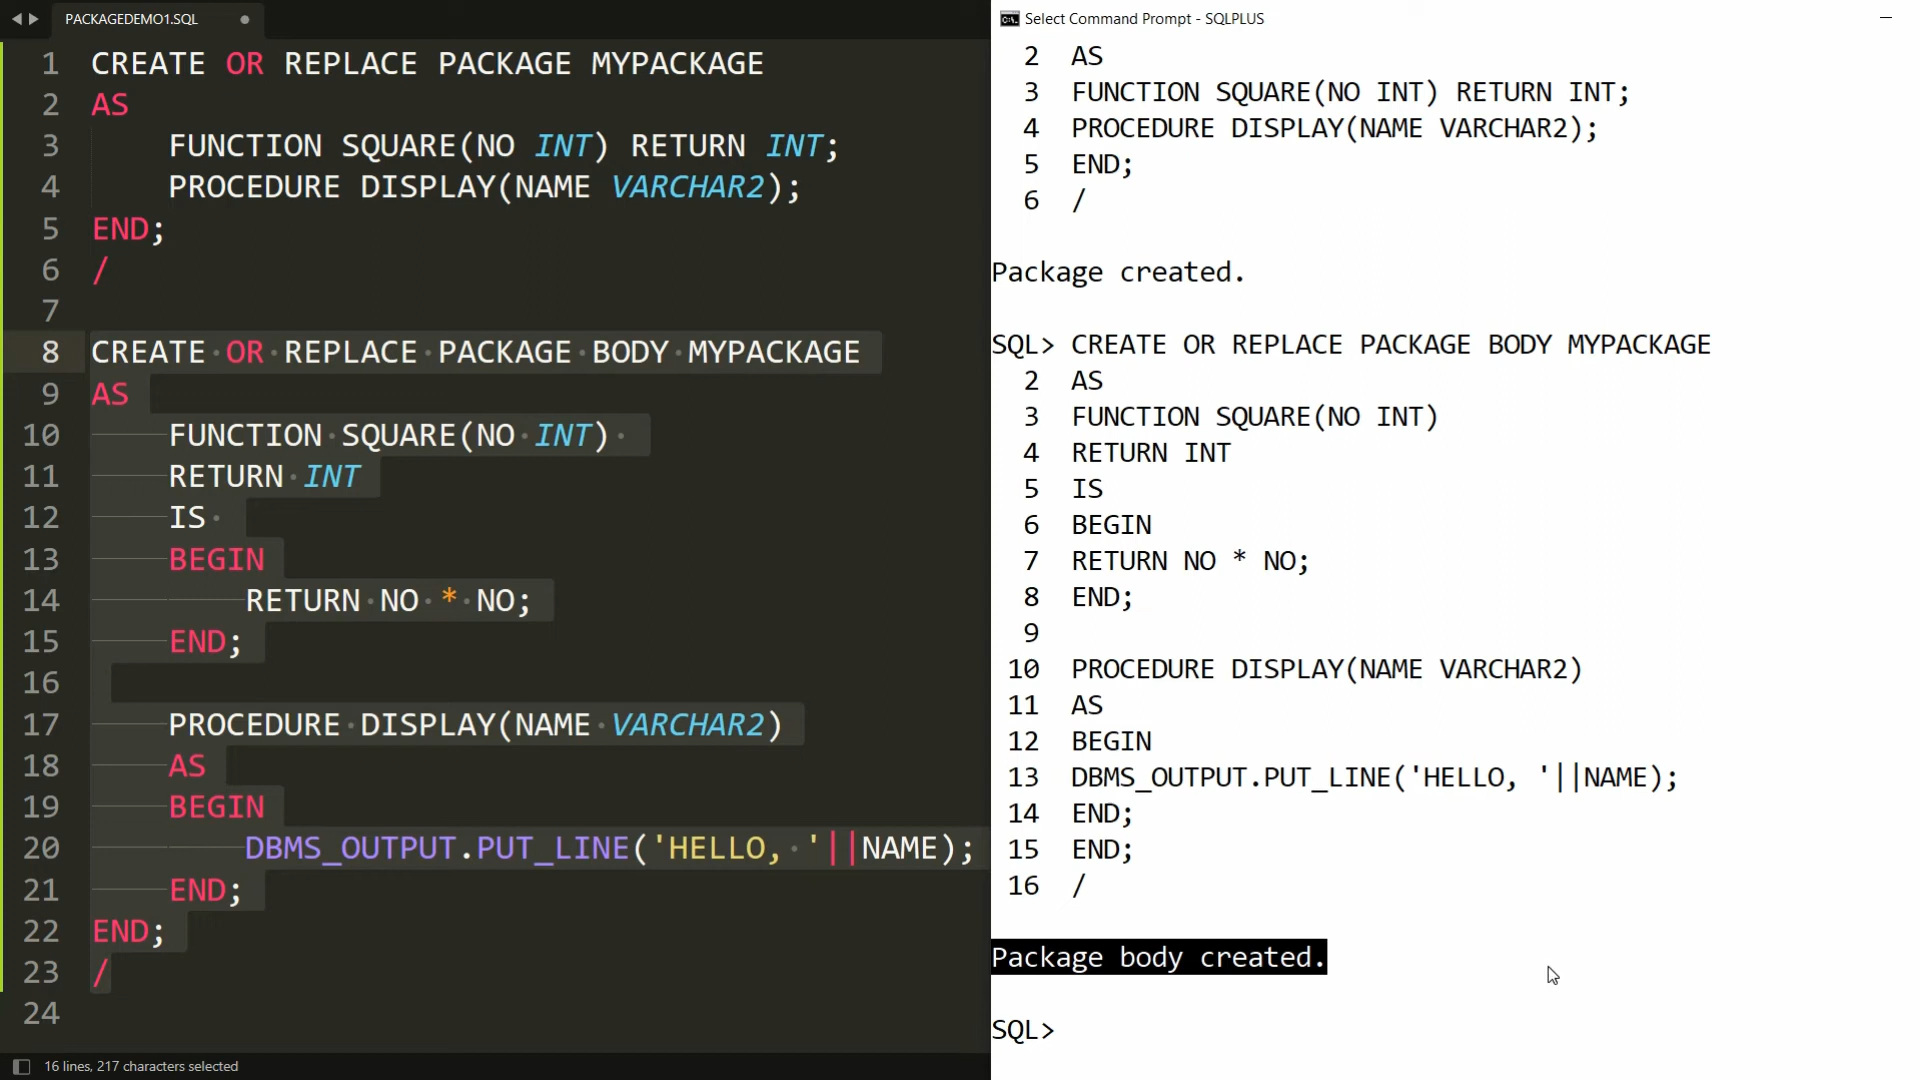 PACKAGEDEMO1.SQL
1 CREATE OR REPLACE PACKAGE MYPACKAGE
2 AS
3 FUNCTION SQUARE(NO INT) RETURN INT;
4 PROCEDURE DISPLAY(NAME VARCHAR2);
5 END;
6 /
7
8 CREATE OR REPLACE PACKAGE BODY MYPACKAGE
9 AS
10 FUNCTION SQUARE(NO INT)
11 RETURN INT
12 IS
13 BEGIN
14 RETURN NO * NO;
15 END;
16
17 PROCEDURE DISPLAY(NAME VARCHAR2)
18 AS
19 BEGIN
20 DBMS_OUTPUT.PUT_LINE('HELLO, '||NAME);
21 END;
22 END;
23 /
24
16 lines, 217 characters selected
Select Command Prompt - SQLPLUS
2 AS
3 FUNCTION SQUARE(NO INT) RETURN INT;
4 PROCEDURE DISPLAY(NAME VARCHAR2);
5 END;
6 /
Package created.
SQL> CREATE OR REPLACE PACKAGE BODY MYPACKAGE
2 AS
3 FUNCTION SQUARE(NO INT)
4 RETURN INT
5 IS
6 BEGIN
7 RETURN NO * NO;
8 END;
9
10 PROCEDURE DISPLAY(NAME VARCHAR2)
11 AS
12 BEGIN
13 DBMS_OUTPUT.PUT_LINE('HELLO, '||NAME);
14 END;
15 END;
16 /
Package body created.
SQL>